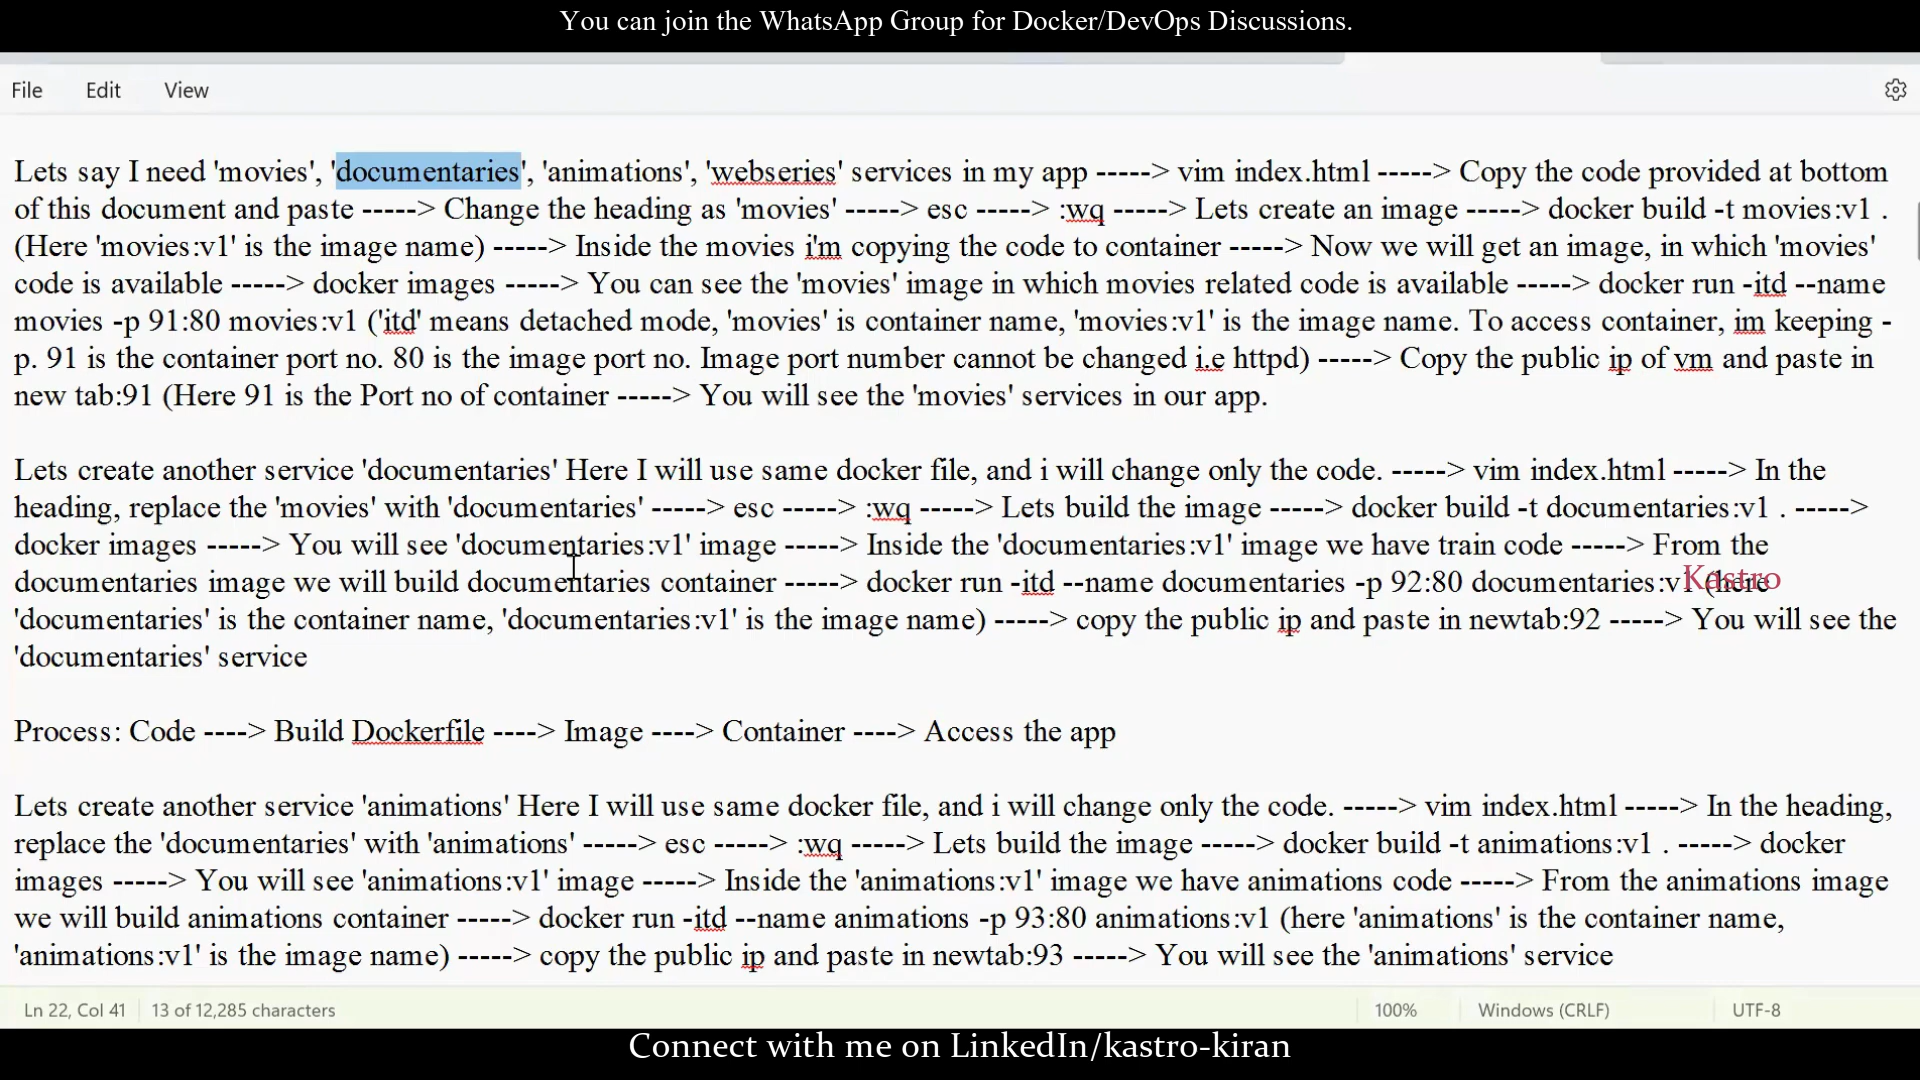 You can join the WhatsApp Group for Docker/DevOps Discussions.
File Edit View
Lets say I need 'movies', 'documentaries', 'animations', 'webseries' services in my app -----> vim index.html -----> Copy the code provided at bottom
of this document and paste -----> Change the heading as 'movies' -----> esc -----> :wq -----> Lets create an image -----> docker build -t movies:v1 .
(Here 'movies:v1' is the image name) -----> Inside the movies i'm copying the code to container -----> Now we will get an image, in which 'movies'
code is available -----> docker images -----> You can see the 'movies' image in which movies related code is available -----> docker run -itd --name
movies -p 91:80 movies:v1 ('itd' means detached mode, 'movies' is container name, 'movies:v1' is the image name. To access container, im keeping -
p. 91 is the container port no. 80 is the image port no. Image port number cannot be changed i.e httpd) -----> Copy the public ip of vm and paste in
new tab:91 (Here 91 is the Port no of container -----> You will see the 'movies' services in our app.
Lets create another service 'documentaries' Here I will use same docker file, and i will change only the code. -----> vim index.html -----> In the
heading, replace the 'movies' with 'documentaries' -----> esc -----> :wq -----> Lets build the image -----> docker build -t documentaries:v1 . ----->
docker images -----> You will see 'documentaries:v1' image -----> Inside the 'documentaries:v1' image we have train code -----> From the
documentaries image we will build documentaries container -----> docker run -itd --name documentaries -p 92:80 documentaries:v1 (here
Kastro
'documentaries' is the container name, 'documentaries:v1' is the image name) -----> copy the public ip and paste in newtab:92 -----> You will see the
'documentaries' service
Process: Code ----> Build Dockerfile ----> Image ----> Container ----> Access the app
Lets create another service 'animations' Here I will use same docker file, and i will change only the code. -----> vim index.html -----> In the heading,
replace the 'documentaries' with 'animations' -----> esc -----> :wq -----> Lets build the image -----> docker build -t animations:v1 . -----> docker
images -----> You will see 'animations:v1' image -----> Inside the 'animations:v1' image we have animations code -----> From the animations image
we will build animations container -----> docker run -itd --name animations -p 93:80 animations:v1 (here 'animations' is the container name,
'animations:v1' is the image name) -----> copy the public ip and paste in newtab:93 -----> You will see the 'animations' service
Ln 22, Col 41 13 of 12,285 characters 100% Windows (CRLF) UTF-8
Connect with me on LinkedIn/kastro-kiran